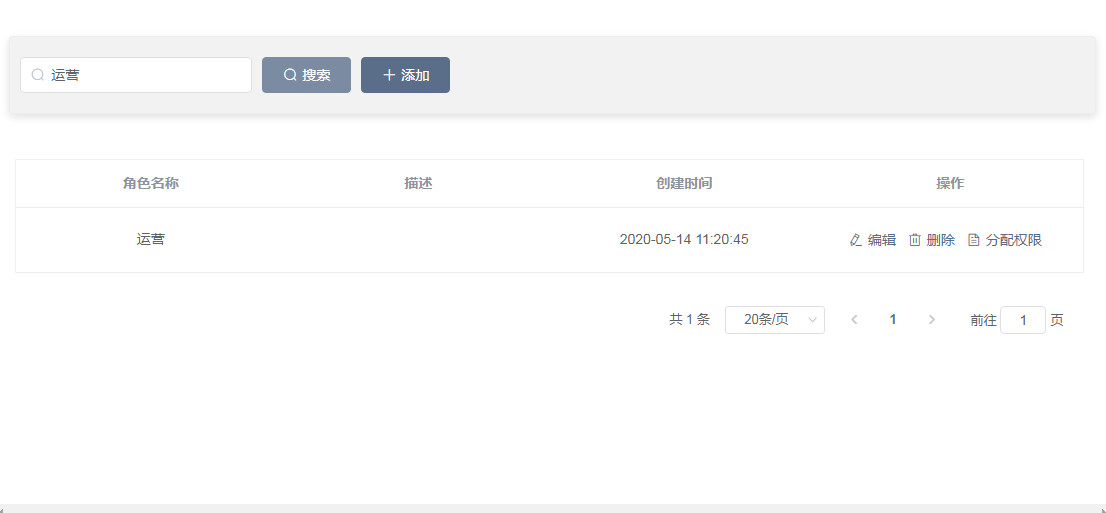 运营 搜索 添加
角色名称 描述 创建时间 操作
运营 2020-05-14 11:20:45 编辑 删除 分配权限
共 1 条 20条/页 1 前往 1 页